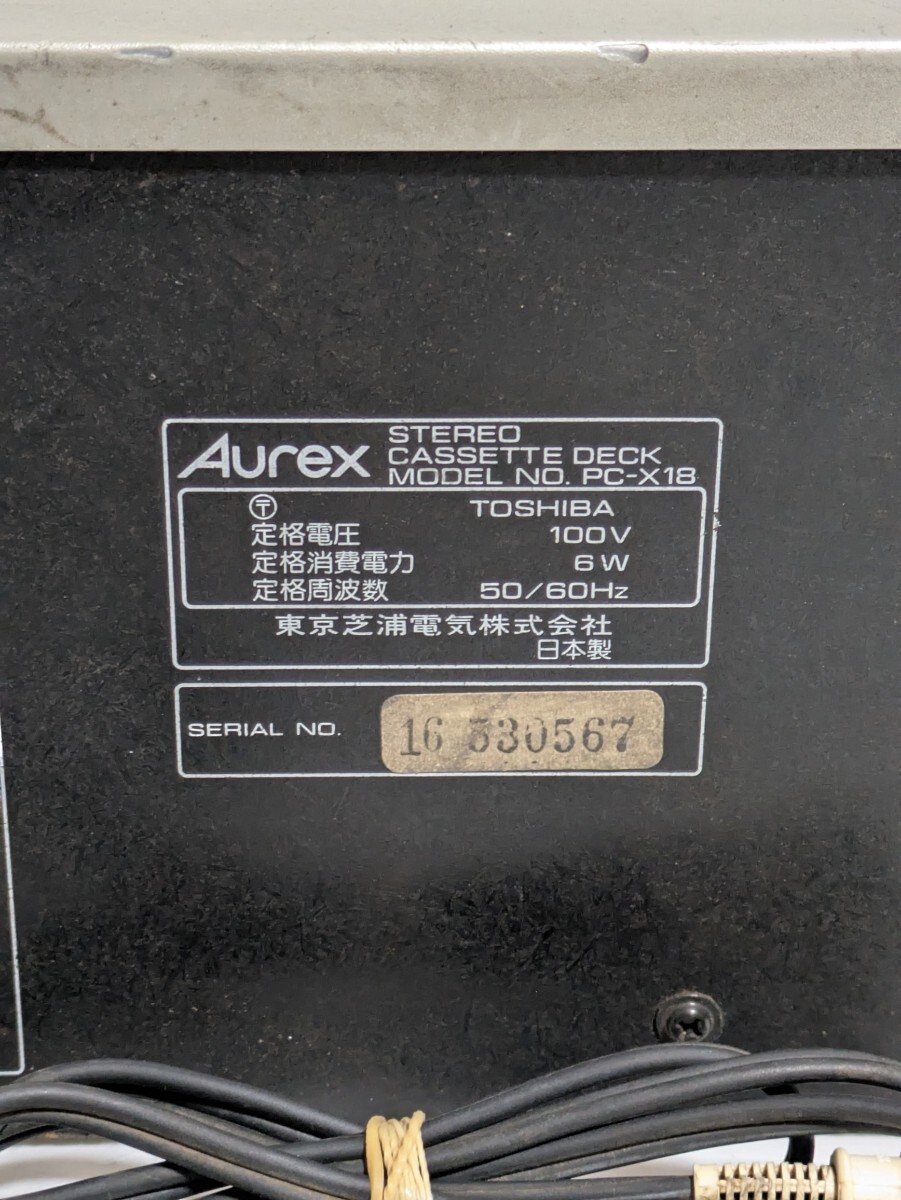 Aurex
STEREO
CASSETTE DECK
MODEL NO. PC-X18
〒 TOSHIBA
定格電圧 100V
定格消費電力 6W
定格周波数 50/60Hz
東京芝浦電気株式会社
日本製
SERIAL NO. 16 530567